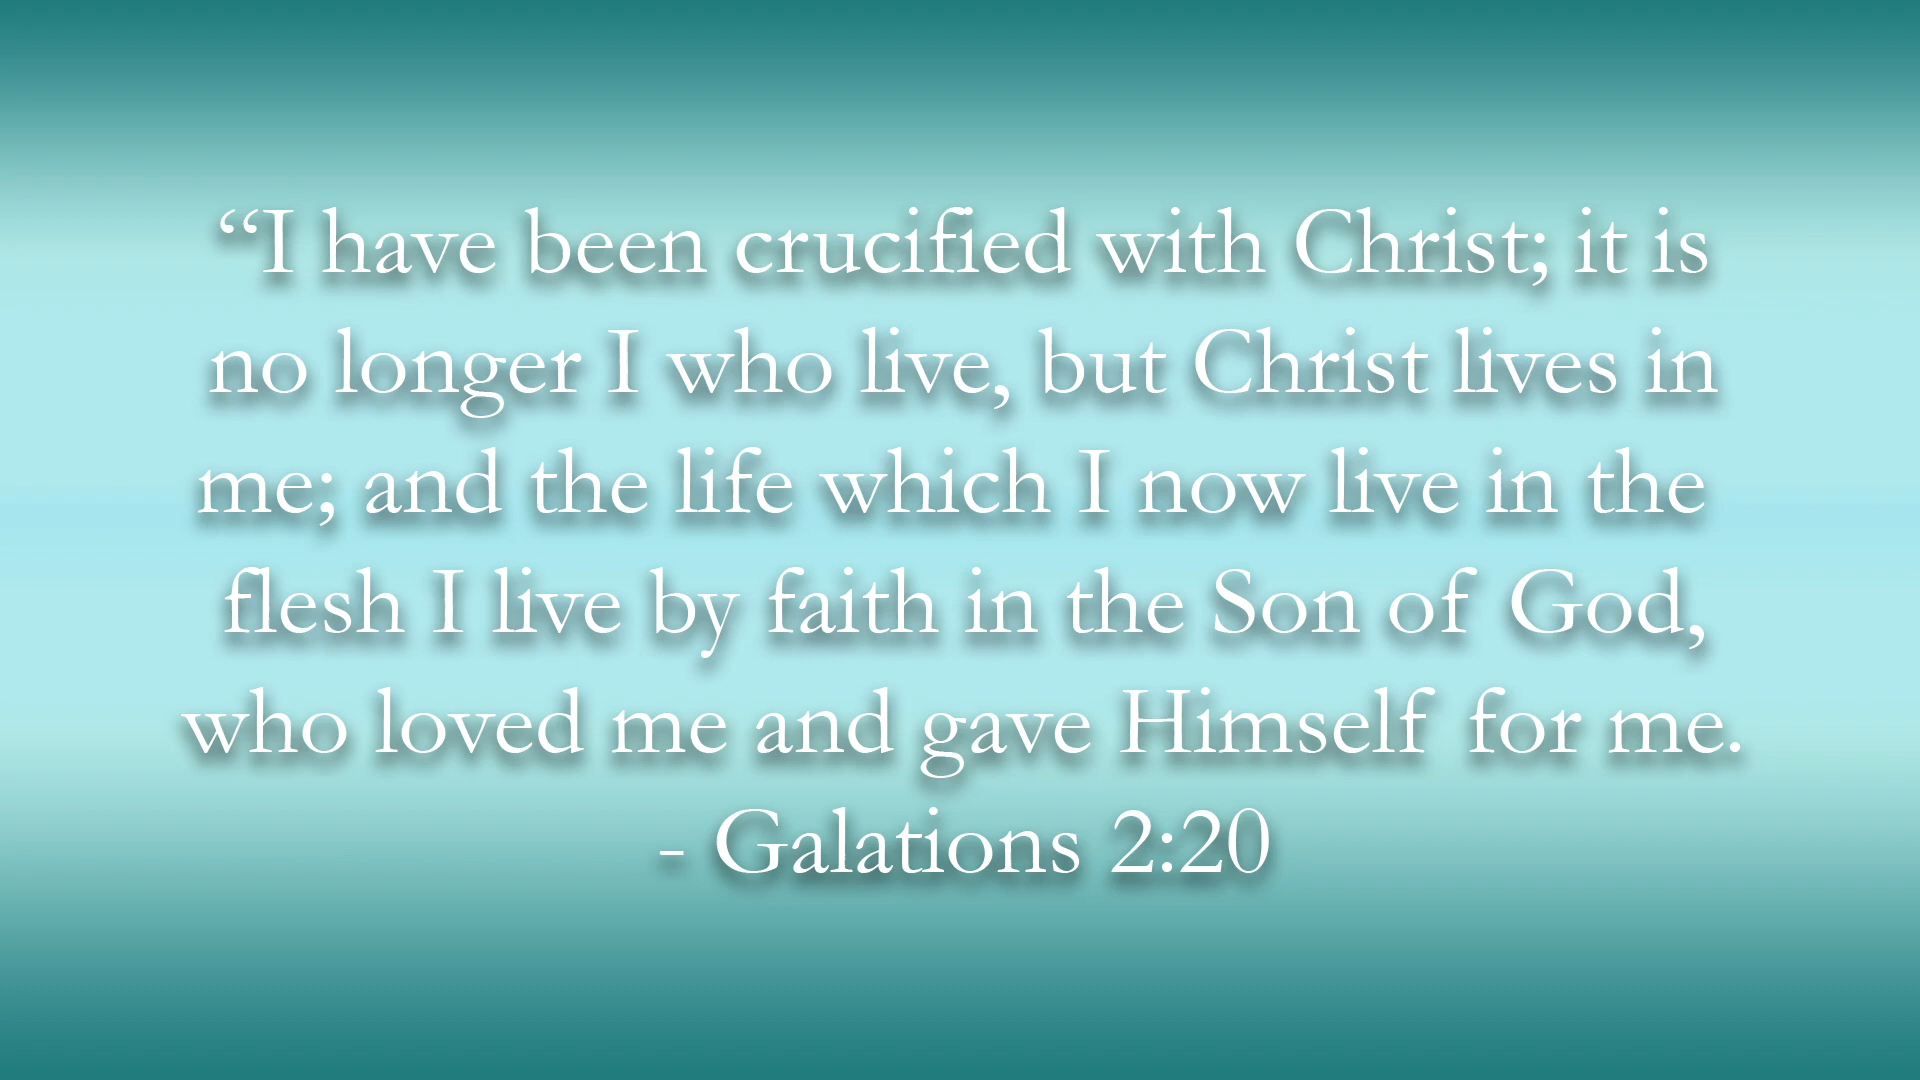 “I have been crucified with Christ; it is
no longer I who live, but Christ lives in
me; and the life which I now live in the
flesh I live by faith in the Son of God,
who loved me and gave Himself for me.
- Galations 2:20